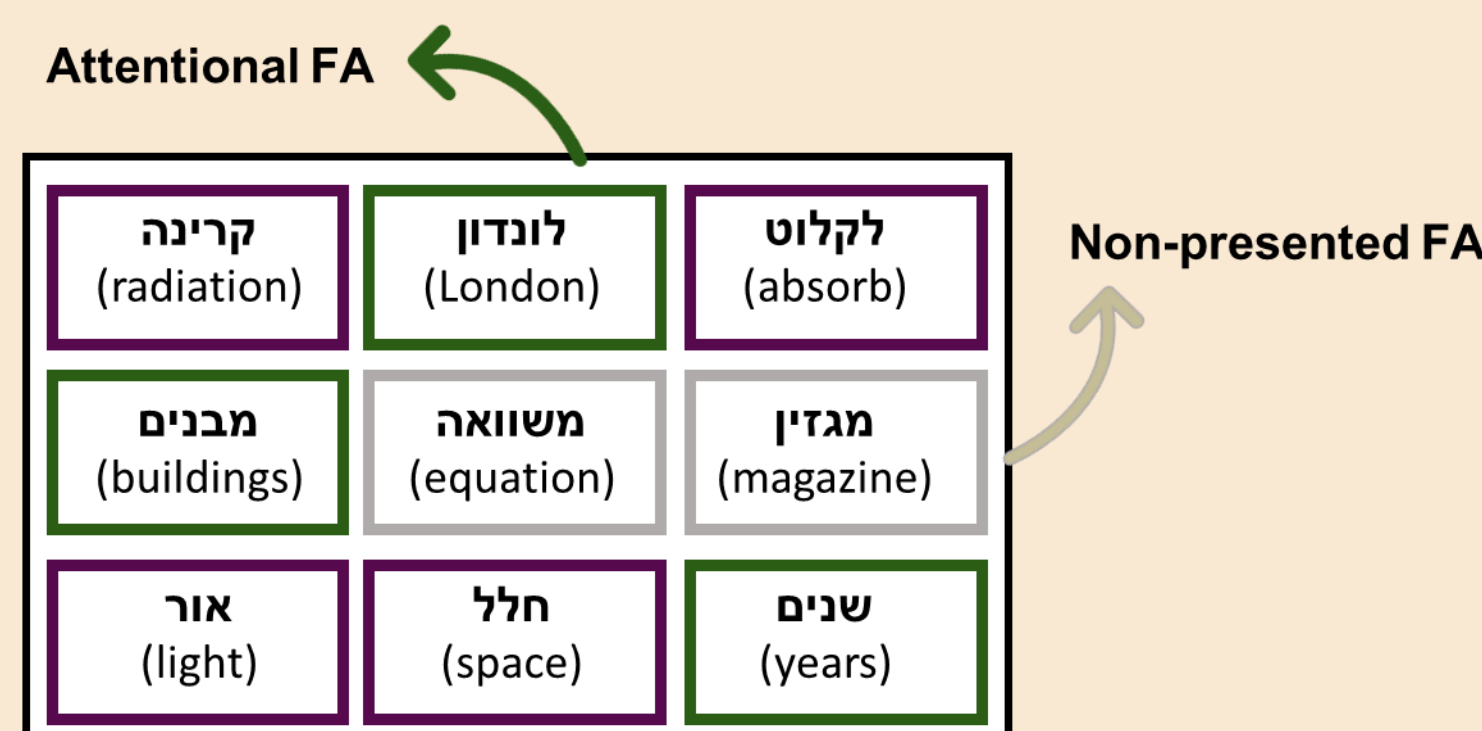 Attentional FA
קרינה
(radiation)
לונדון
(London)
לקלוט
(absorb)
Non-presented FA
מבנים
(buildings)
משוואה
(equation)
מגזין
(magazine)
אור
(light)
חלל
(space)
שנים
(years)